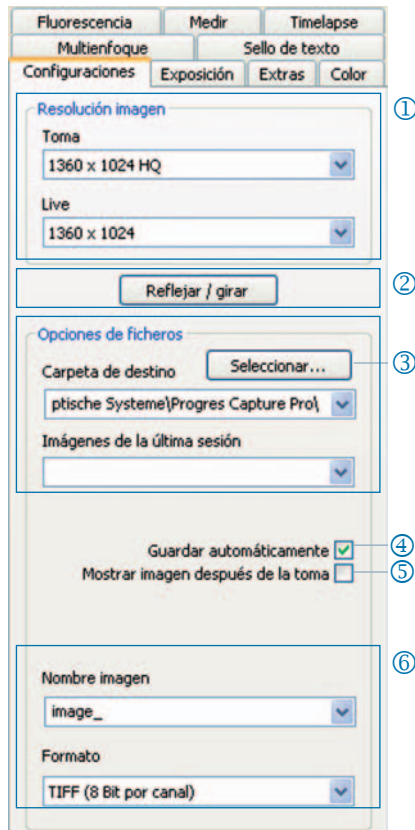 Fluorescencia Medir Timelapse
Multienfoque Sello de texto
Configuraciones Exposición Extras Color
Resolución imagen
①
Toma
1360 x 1024 HQ
Live
1360 x 1024
Reflejar / girar
②
Opciones de ficheros
Carpeta de destino Seleccionar...
③
ptische Systeme\Progres Capture Pro\
Imágenes de la última sesión
Guardar automáticamente
④
Mostrar imagen después de la toma
⑤
⑥
Nombre imagen
image_
Formato
TIFF (8 Bit por canal)